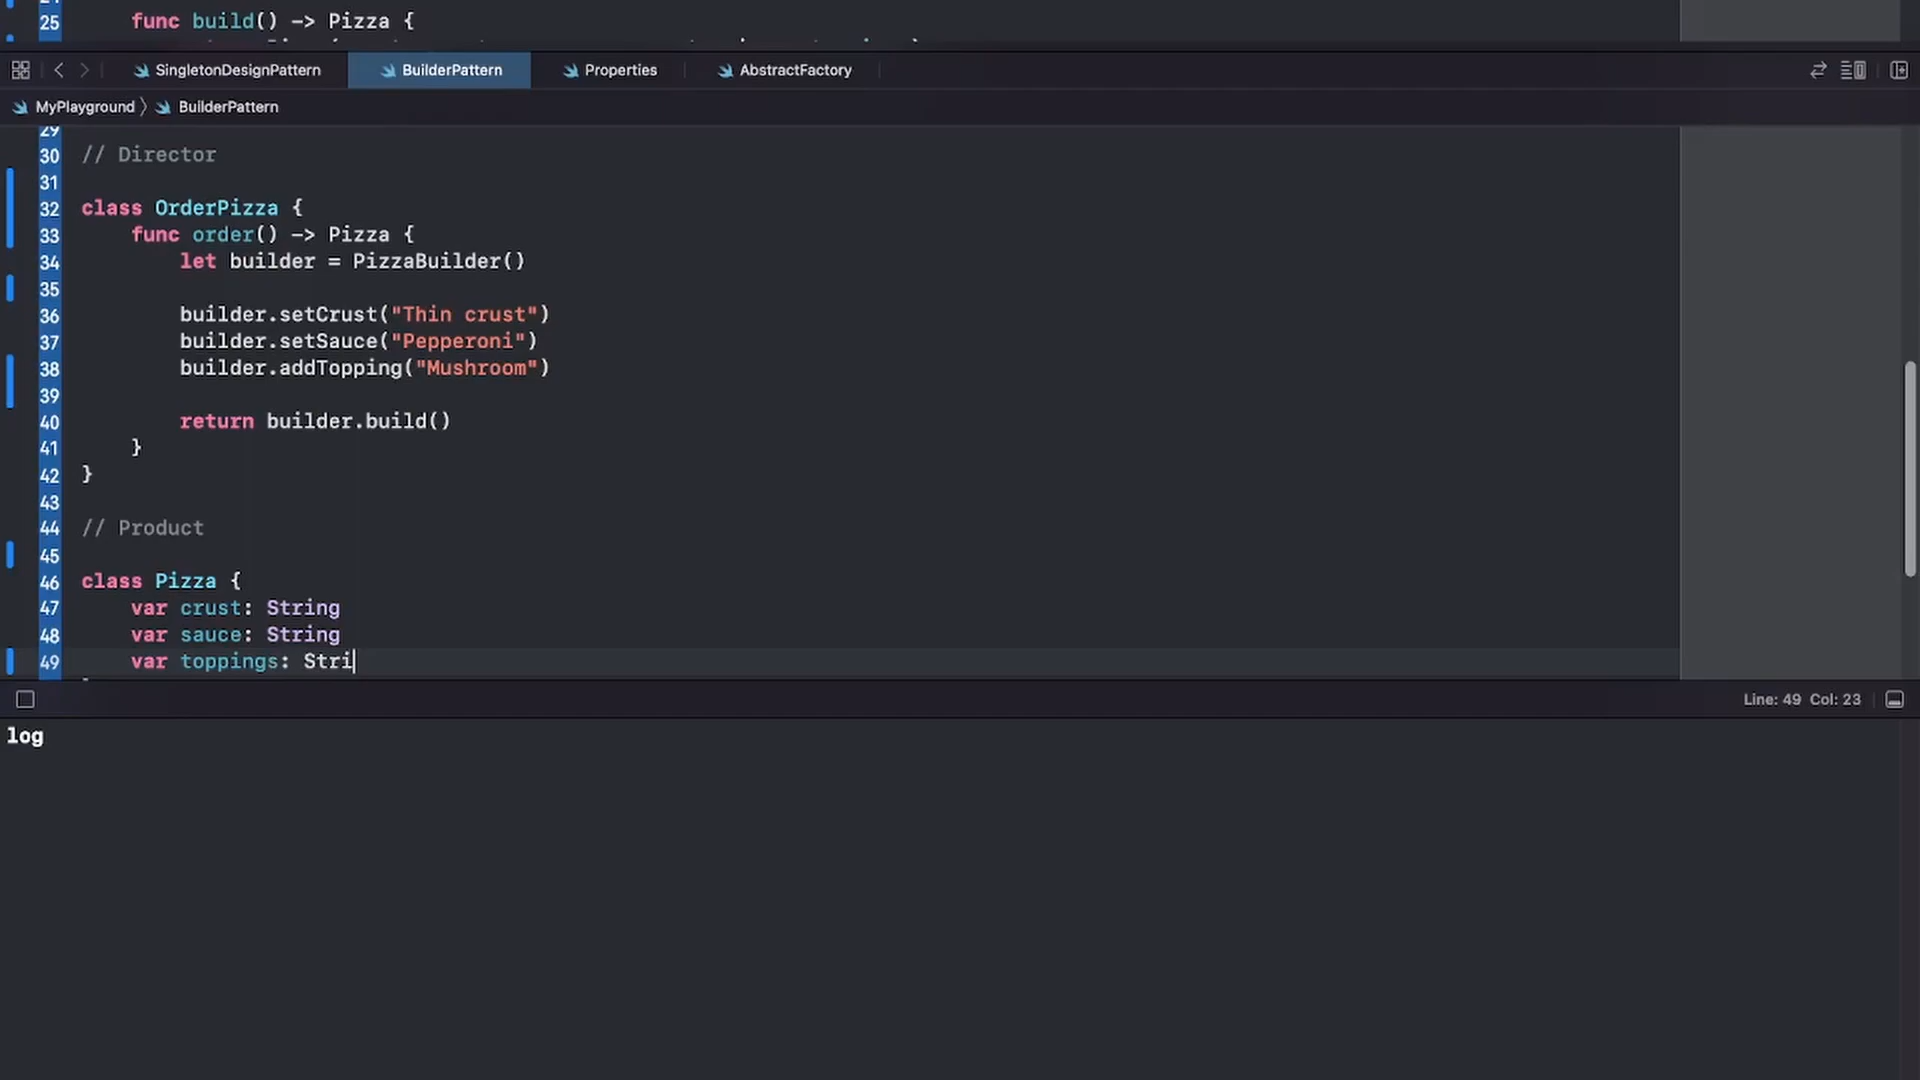 25 func build() -> Pizza {
SingletonDesignPattern BuilderPattern Properties AbstractFactory
MyPlayground 〉 BuilderPattern
29
30 // Director
31
32 class OrderPizza {
33 func order() -> Pizza {
34 let builder = PizzaBuilder()
35
36 builder.setCrust("Thin crust")
37 builder.setSauce("Pepperoni")
38 builder.addTopping("Mushroom")
39
40 return builder.build()
41 }
42 }
43
44 // Product
45
46 class Pizza {
47 var crust: String
48 var sauce: String
49 var toppings: Stri
Line: 49 Col: 23
log